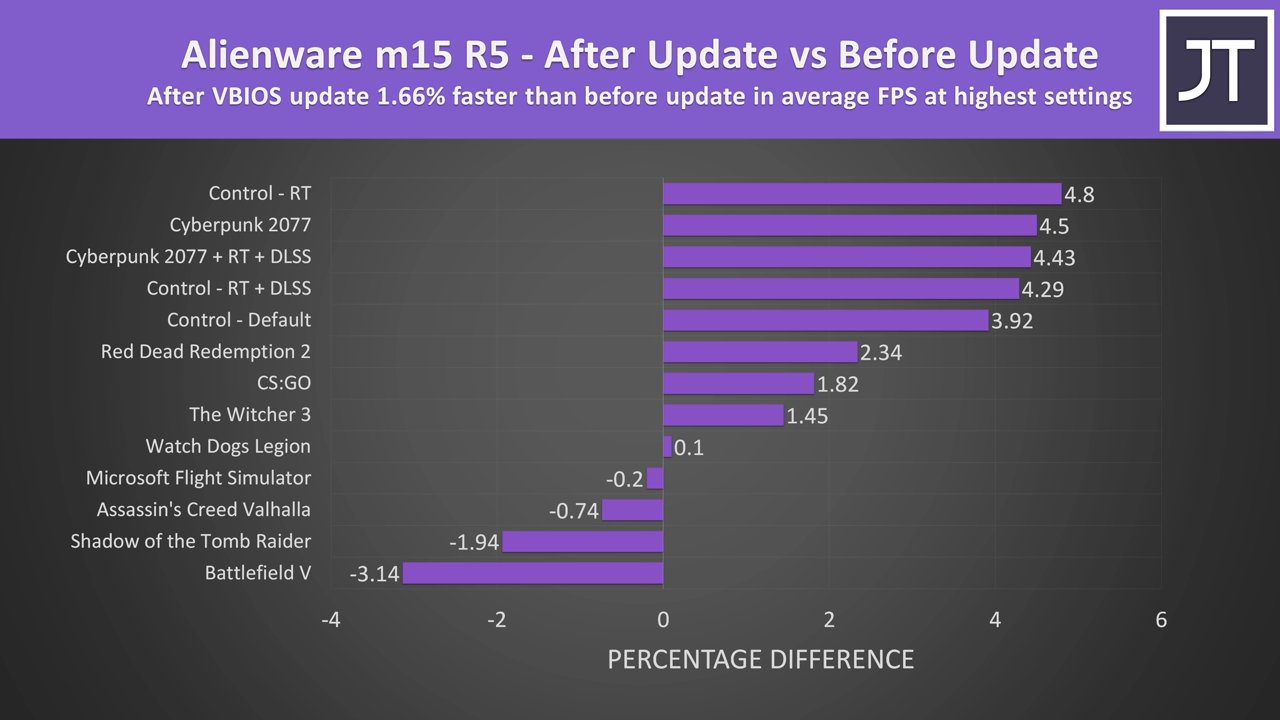 Alienware m15 R5 - After Update vs Before Update
After VBIOS update 1.66% faster than before update in average FPS at highest settings
JT
Control - RT 4.8
Cyberpunk 2077 4.5
Cyberpunk 2077 + RT + DLSS 4.43
Control - RT + DLSS 4.29
Control - Default 3.92
Red Dead Redemption 2 2.34
CS:GO 1.82
The Witcher 3 1.45
Watch Dogs Legion 0.1
Microsoft Flight Simulator -0.2
Assassin's Creed Valhalla -0.74
Shadow of the Tomb Raider -1.94
Battlefield V -3.14
-4 -2 0 2 4 6
PERCENTAGE DIFFERENCE